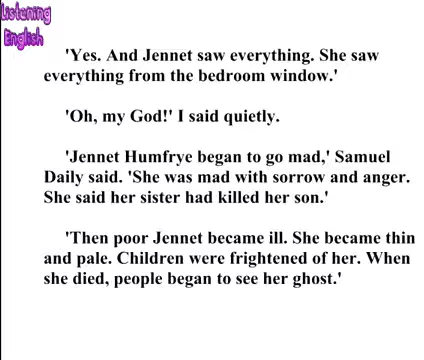 Listening
English
'Yes. And Jennet saw everything. She saw
everything from the bedroom window.'
'Oh, my God!' I said quietly.
'Jennet Humfrye began to go mad,' Samuel
Daily said. 'She was mad with sorrow and anger.
She said her sister had killed her son.'
'Then poor Jennet became ill. She became thin
and pale. Children were frightened of her. When
she died, people began to see her ghost.'